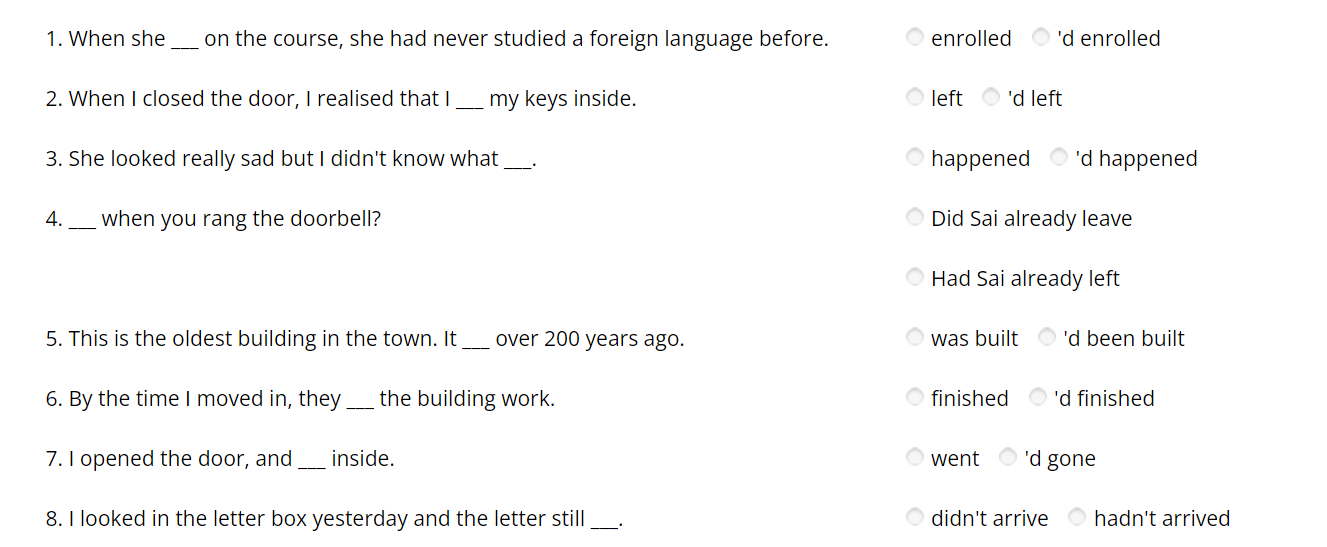 1. When she ___ on the course, she had never studied a foreign language before. enrolled 'd enrolled
2. When I closed the door, I realised that I ___ my keys inside. left 'd left
3. She looked really sad but I didn't know what ___. happened 'd happened
4. ___ when you rang the doorbell? Did Sai already leave
Had Sai already left
5. This is the oldest building in the town. It ___ over 200 years ago. was built 'd been built
6. By the time I moved in, they ___ the building work. finished 'd finished
7. I opened the door, and ___ inside. went 'd gone
8. I looked in the letter box yesterday and the letter still ___. didn't arrive hadn't arrived